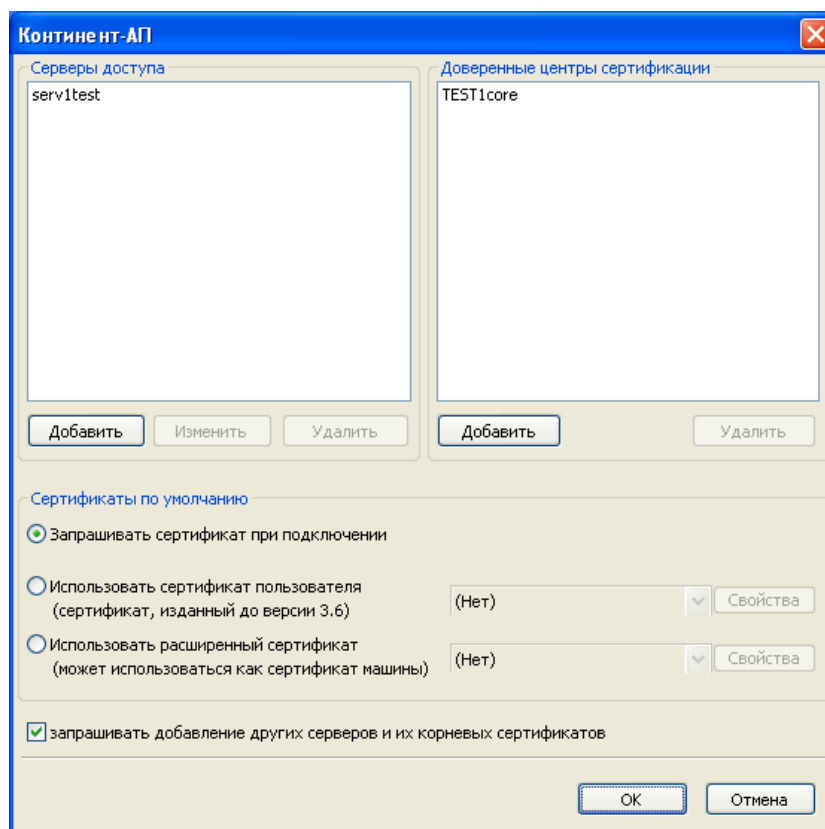 Континент-АП
Серверы доступа
serv1test
Добавить
Изменить
Удалить
Доверенные центры сертификации
TEST1core
Добавить
Удалить
Сертификаты по умолчанию
Запрашивать сертификат при подключении
Использовать сертификат пользователя
(сертификат, изданный до версии 3.6)
(Нет)
Свойства
Использовать расширенный сертификат
(может использоваться как сертификат машины)
(Нет)
Свойства
запрашивать добавление других серверов и их корневых сертификатов
OK
Отмена